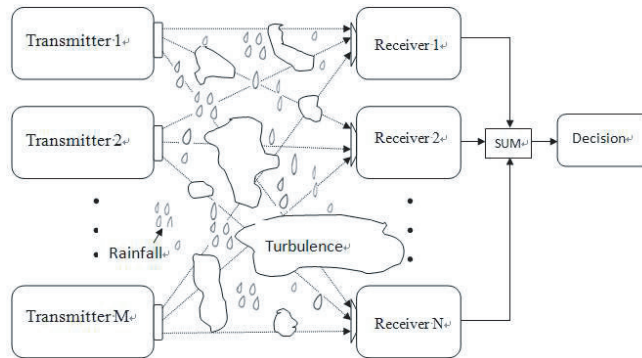 Transmitter 1
Receiver 1
Transmitter 2
Receiver 2
SUM
Decision
Rainfall
Turbulence
Transmitter M
Receiver N